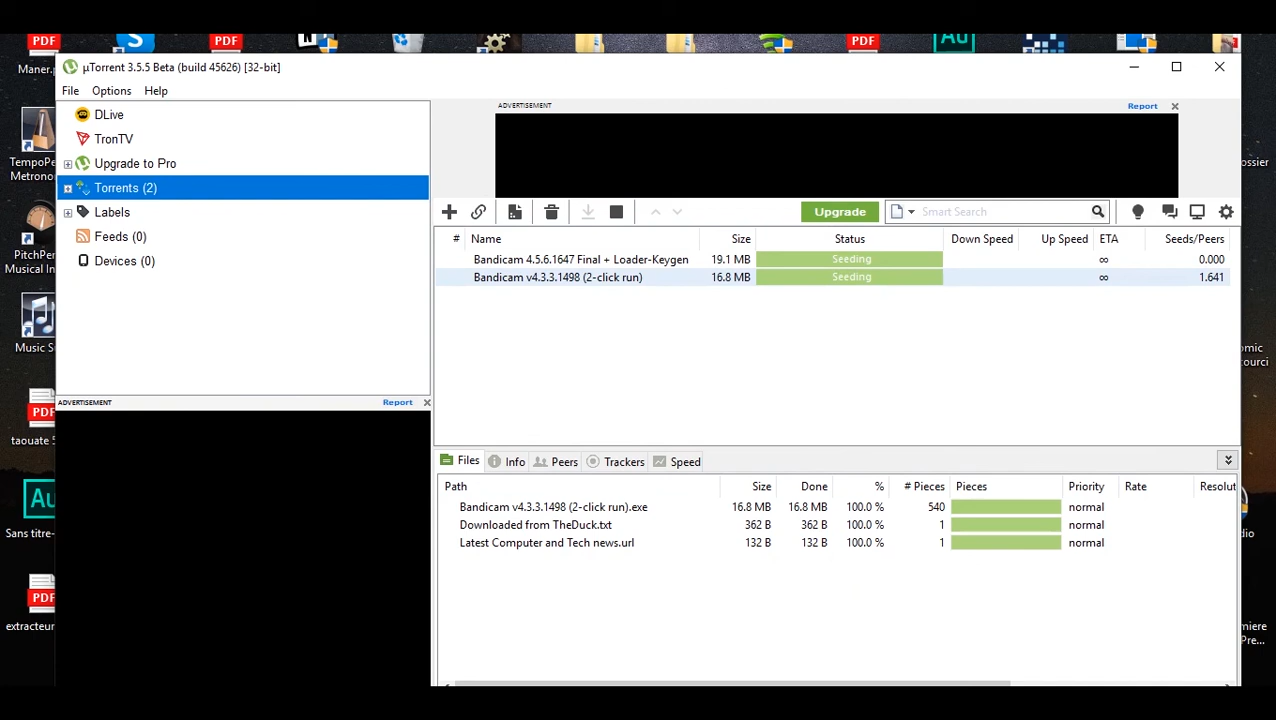 PDF S PDF PDF Au
Maner.p
µTorrent 3.5.5 Beta (build 45626) [32-bit]
File Options Help
DLive
TronTV
Upgrade to Pro
Torrents (2)
Labels
Feeds (0)
Devices (0)
ADVERTISEMENT Report
ADVERTISEMENT Report
Upgrade Smart Search
# Name Size Status Down Speed Up Speed ETA Seeds/Peers
Bandicam 4.5.6.1647 Final + Loader-Keygen 19.1 MB Seeding ∞ 0.000
Bandicam v4.3.3.1498 (2-click run) 16.8 MB Seeding ∞ 1.641
Files Info Peers Trackers Speed
Path Size Done % # Pieces Pieces Priority Rate Resolut
Bandicam v4.3.3.1498 (2-click run).exe 16.8 MB 16.8 MB 100.0 % 540 normal
Downloaded from TheDuck.txt 362 B 362 B 100.0 % 1 normal
Latest Computer and Tech news.url 132 B 132 B 100.0 % 1 normal
TempoPe
Metrono
PitchPer
Musical In
Music S
PDF
taouate 5
Au
Sans titre-
PDF
extracteur
ossier
omic
ourci
dio
miere
Pre...